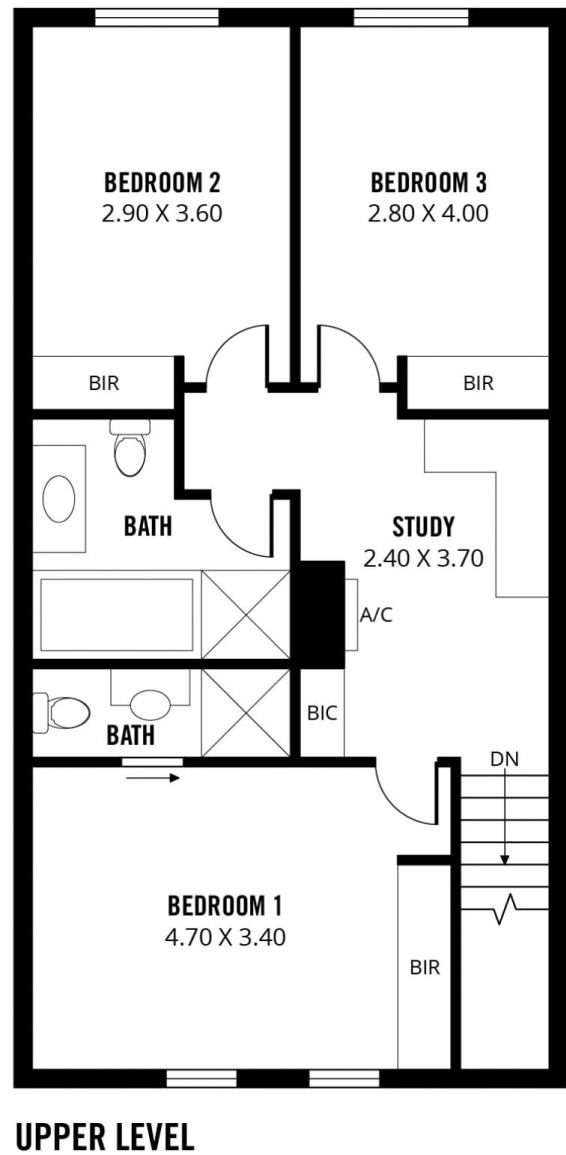 BEDROOM 2
2.90 X 3.60
BEDROOM 3
2.80 X 4.00
BIR
BIR
BATH
STUDY
2.40 X 3.70
A/C
BIC
BATH
DN
BEDROOM 1
4.70 X 3.40
BIR
UPPER LEVEL